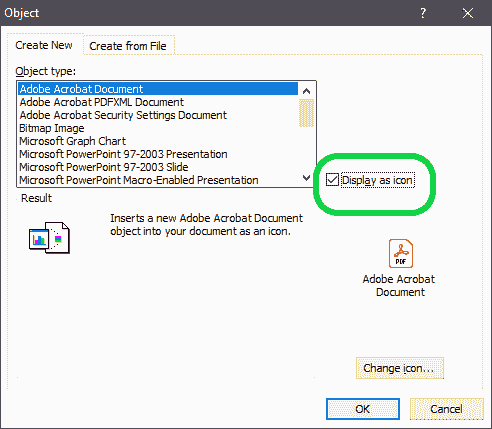 Object
Create New
Create from File
Object type:
Adobe Acrobat Document
Adobe Acrobat PDFXML Document
Adobe Acrobat Security Settings Document
Bitmap Image
Microsoft Graph Chart
Microsoft PowerPoint 97-2003 Presentation
Microsoft PowerPoint 97-2003 Slide
Microsoft PowerPoint Macro-Enabled Presentation
Display as icon
Result
Inserts a new Adobe Acrobat Document
object into your document as an icon.
PDF
Adobe Acrobat
Document
Change icon...
OK
Cancel